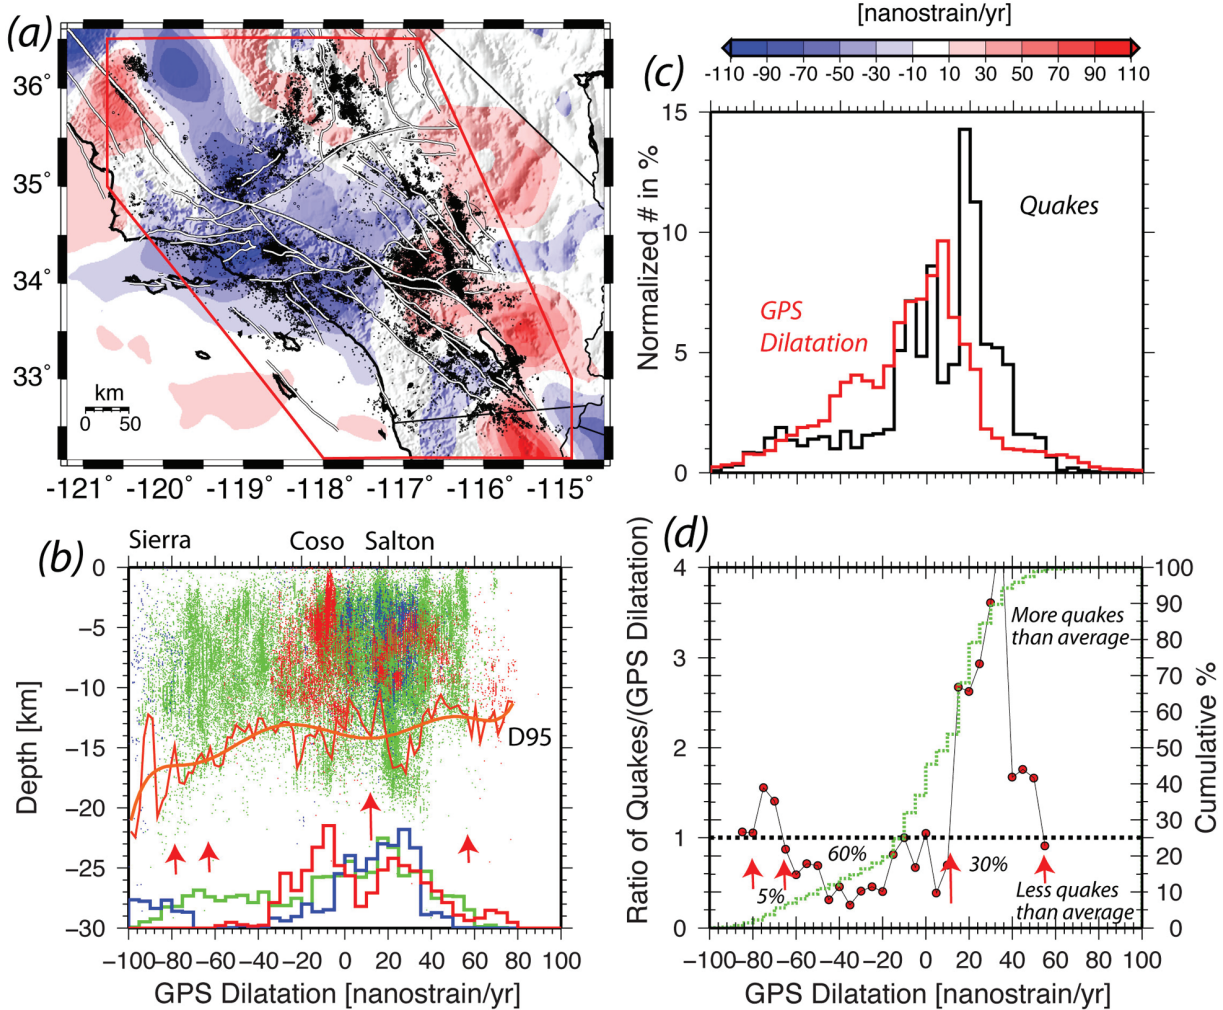 (a)
36°
35°
34°
33°
km
0 50
-121° -120° -119° -118° -117° -116° -115°
[nanostrain/yr]
-110 -90 -70 -50 -30 -10 10 30 50 70 90 110
(c)
Normalized # in %
15
10
5
0
Quakes
GPS
Dilatation
(b)
Sierra Coso Salton
Depth [km]
0
−5
−10
−15
−20
−25
−30
D95
−100 −80 −60 −40 −20 0 20 40 60 80 100
GPS Dilatation [nanostrain/yr]
(d)
Ratio of Quakes/(GPS Dilatation)
4
3
2
1
0
More quakes
than average
60%
30%
5%
Less quakes
than average
100
90
80
70
60
50
40
30
20
10
0
Cumulative %
−100 −80 −60 −40 −20 0 20 40 60 80 100
GPS Dilatation [nanostrain/yr]